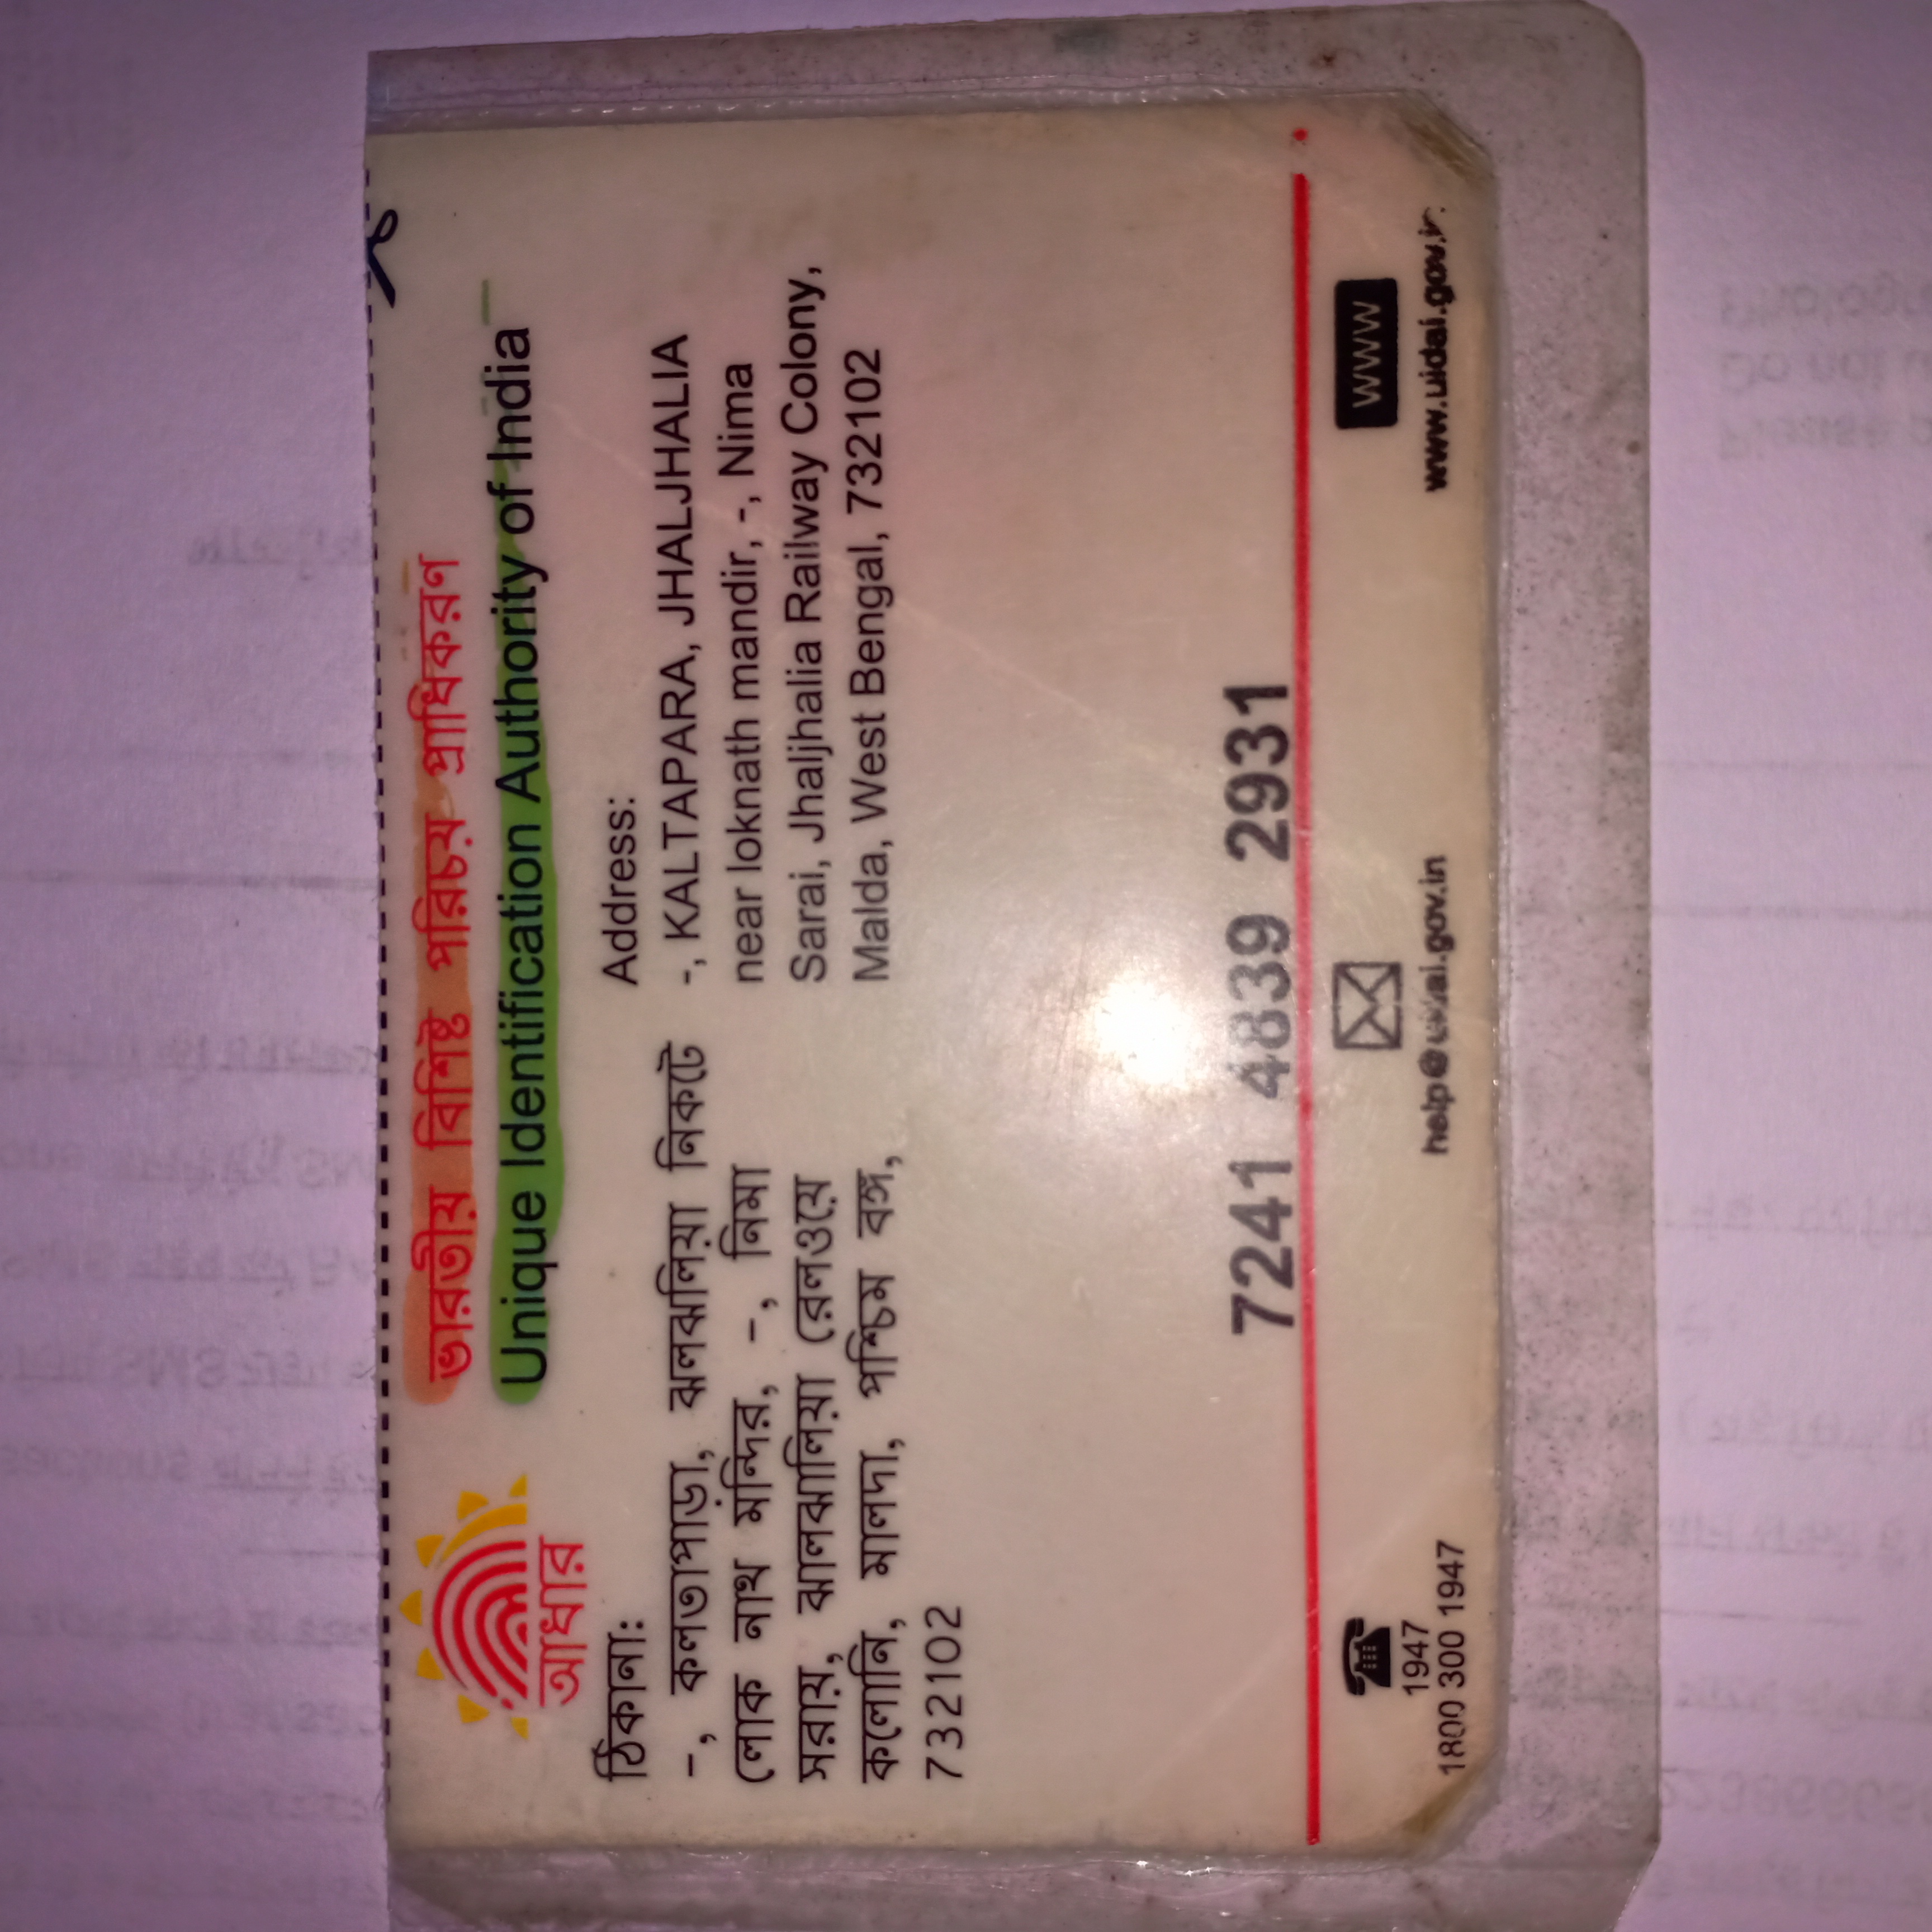 ভারতীয় বিশিষ্ট পরিচয় প্রাধিকরণ
Unique Identification Authority of India
আধার
ঠিকানা:
-, কলতাপাড়া, ঝলঝলিয়া নিকটে
লোক নাথ মন্দির, -, নিমা
সরায়, ঝালঝালিয়া রেলওয়ে
কলোনি, মালদা, পশ্চিম বঙ্গ,
732102
Address:
-, KALTAPARA, JHALJHALIA
near loknath mandir, -, Nima
Sarai, Jhaljhalia Railway Colony,
Malda, West Bengal, 732102
7241 4839 2931
1947
1800 300 1947
help@uidai.gov.in
WWW
www.uidai.gov.in